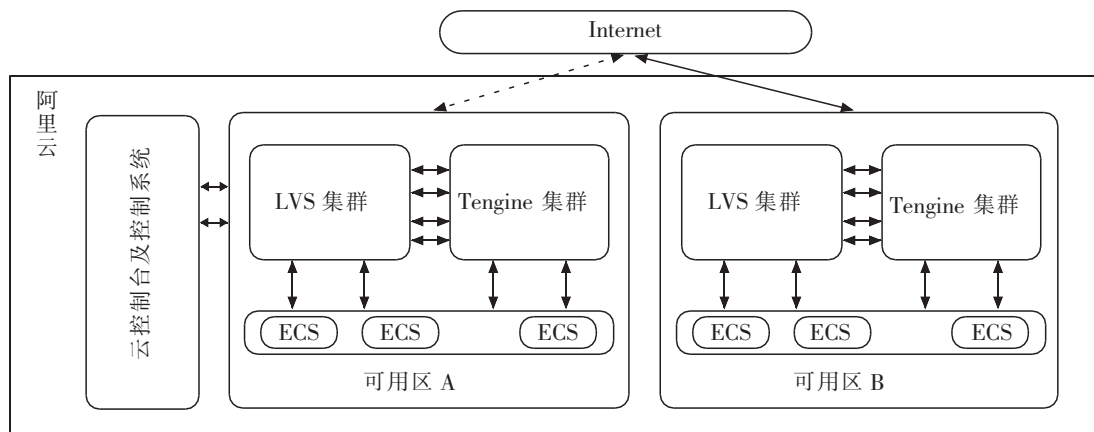 Internet
阿里云
云控制台及控制系统
LVS 集群
Tengine 集群
ECS
ECS
ECS
可用区 A
LVS 集群
Tengine 集群
ECS
ECS
ECS
可用区 B